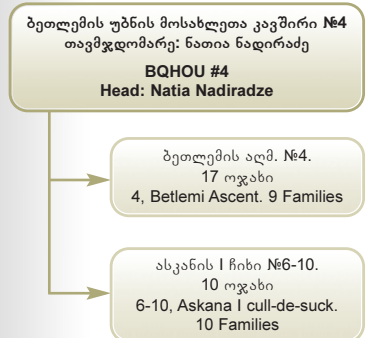 ბეთლემის უბნის მოსახლეთა კავშირი №4
თავმჯდომარე: ნათია ნადირაძე
BQHOU #4
Head: Natia Nadiradze
ბეთლემის აღმ. №4.
17 ოჯახი
4, Betlemi Ascent. 9 Families
ასკანის I ჩიხი №6-10.
10 ოჯახი
6-10, Askana I cull-de-suck.
10 Families